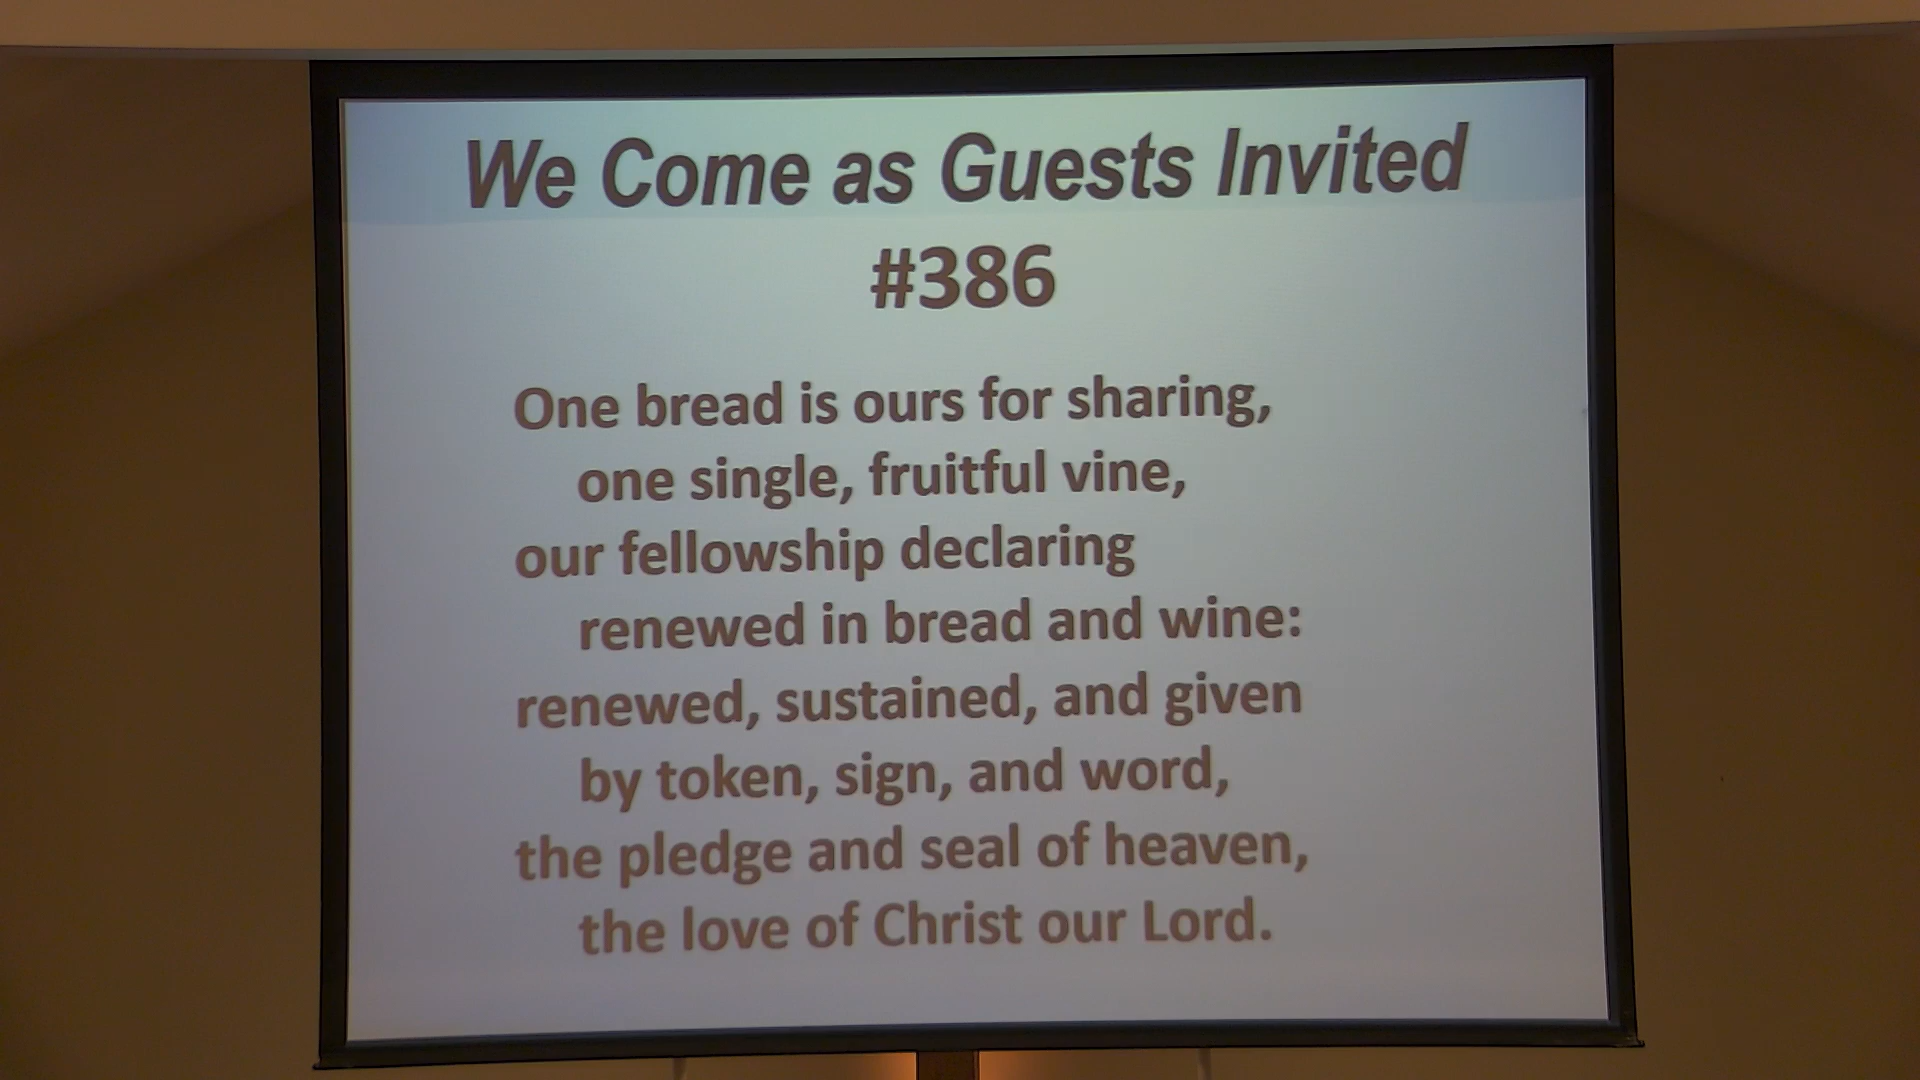 We Come as Guests Invited
#386
One bread is ours for sharing,
one single, fruitful vine,
our fellowship declaring
renewed in bread and wine:
renewed, sustained, and given
by token, sign, and word,
the pledge and seal of heaven,
the love of Christ our Lord.